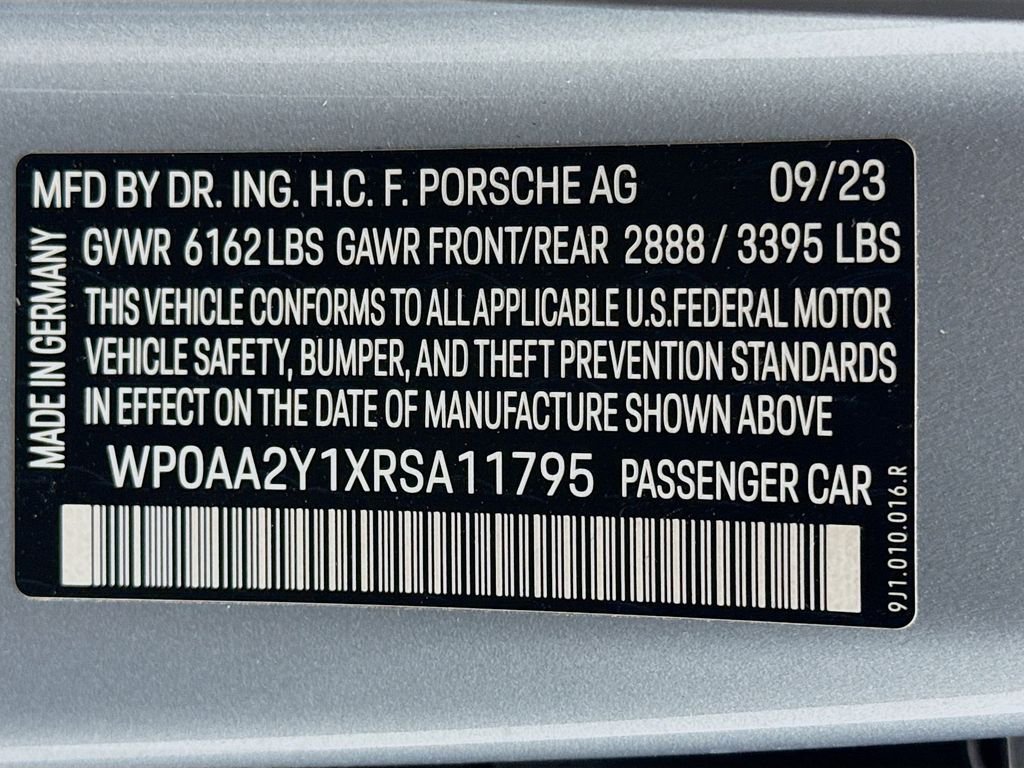 MFD BY DR. ING. H.C. F. PORSCHE AG 09/23
GVWR 6162 LBS GAWR FRONT/REAR 2888 / 3395 LBS
THIS VEHICLE CONFORMS TO ALL APPLICABLE U.S.FEDERAL MOTOR
VEHICLE SAFETY, BUMPER, AND THEFT PREVENTION STANDARDS
IN EFFECT ON THE DATE OF MANUFACTURE SHOWN ABOVE
WP0AA2Y1XRSA11795 PASSENGER CAR
MADE IN GERMANY
9J1.010.016.R